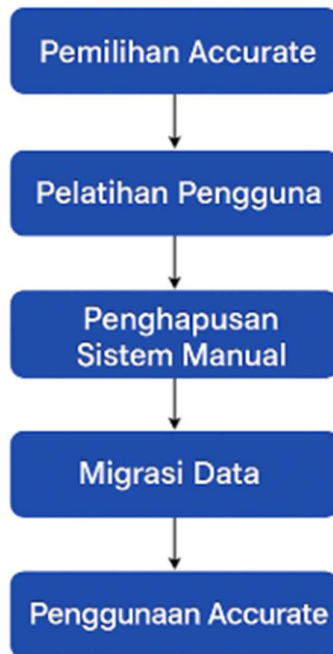 Pemilihan Accurate
Pelatihan Pengguna
Penghapusan
Sistem Manual
Migrasi Data
Penggunaan Accurate